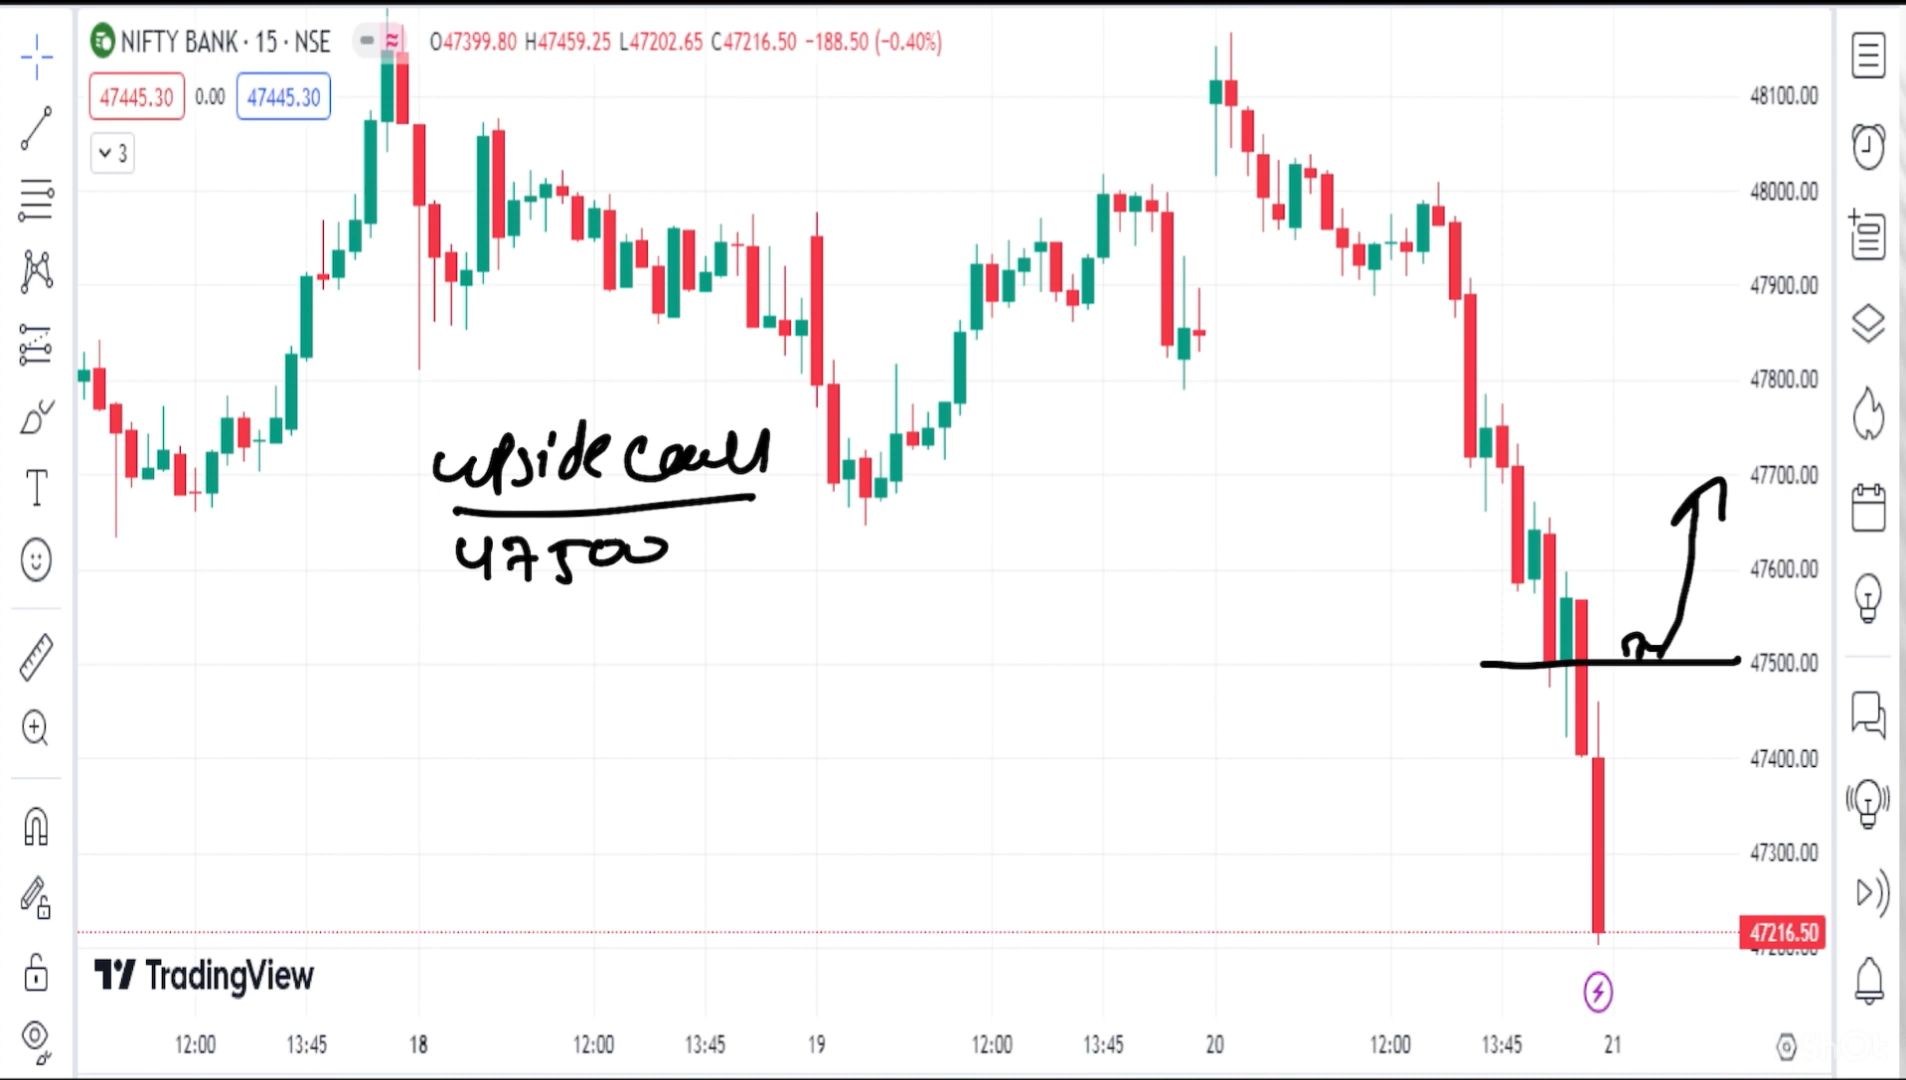 NIFTY BANK · 15 · NSE
O47399.80 H47459.25 L47202.65 C47216.50 −188.50 (−0.40%)
47445.30 0.00 47445.30
3
48100.00
48000.00
47900.00
47800.00
upside call
47700.00
47500
47600.00
47500.00
47400.00
47300.00
47216.50
TradingView
12:00 13:45 18 12:00 13:45 19 12:00 13:45 20 12:00 13:45 21